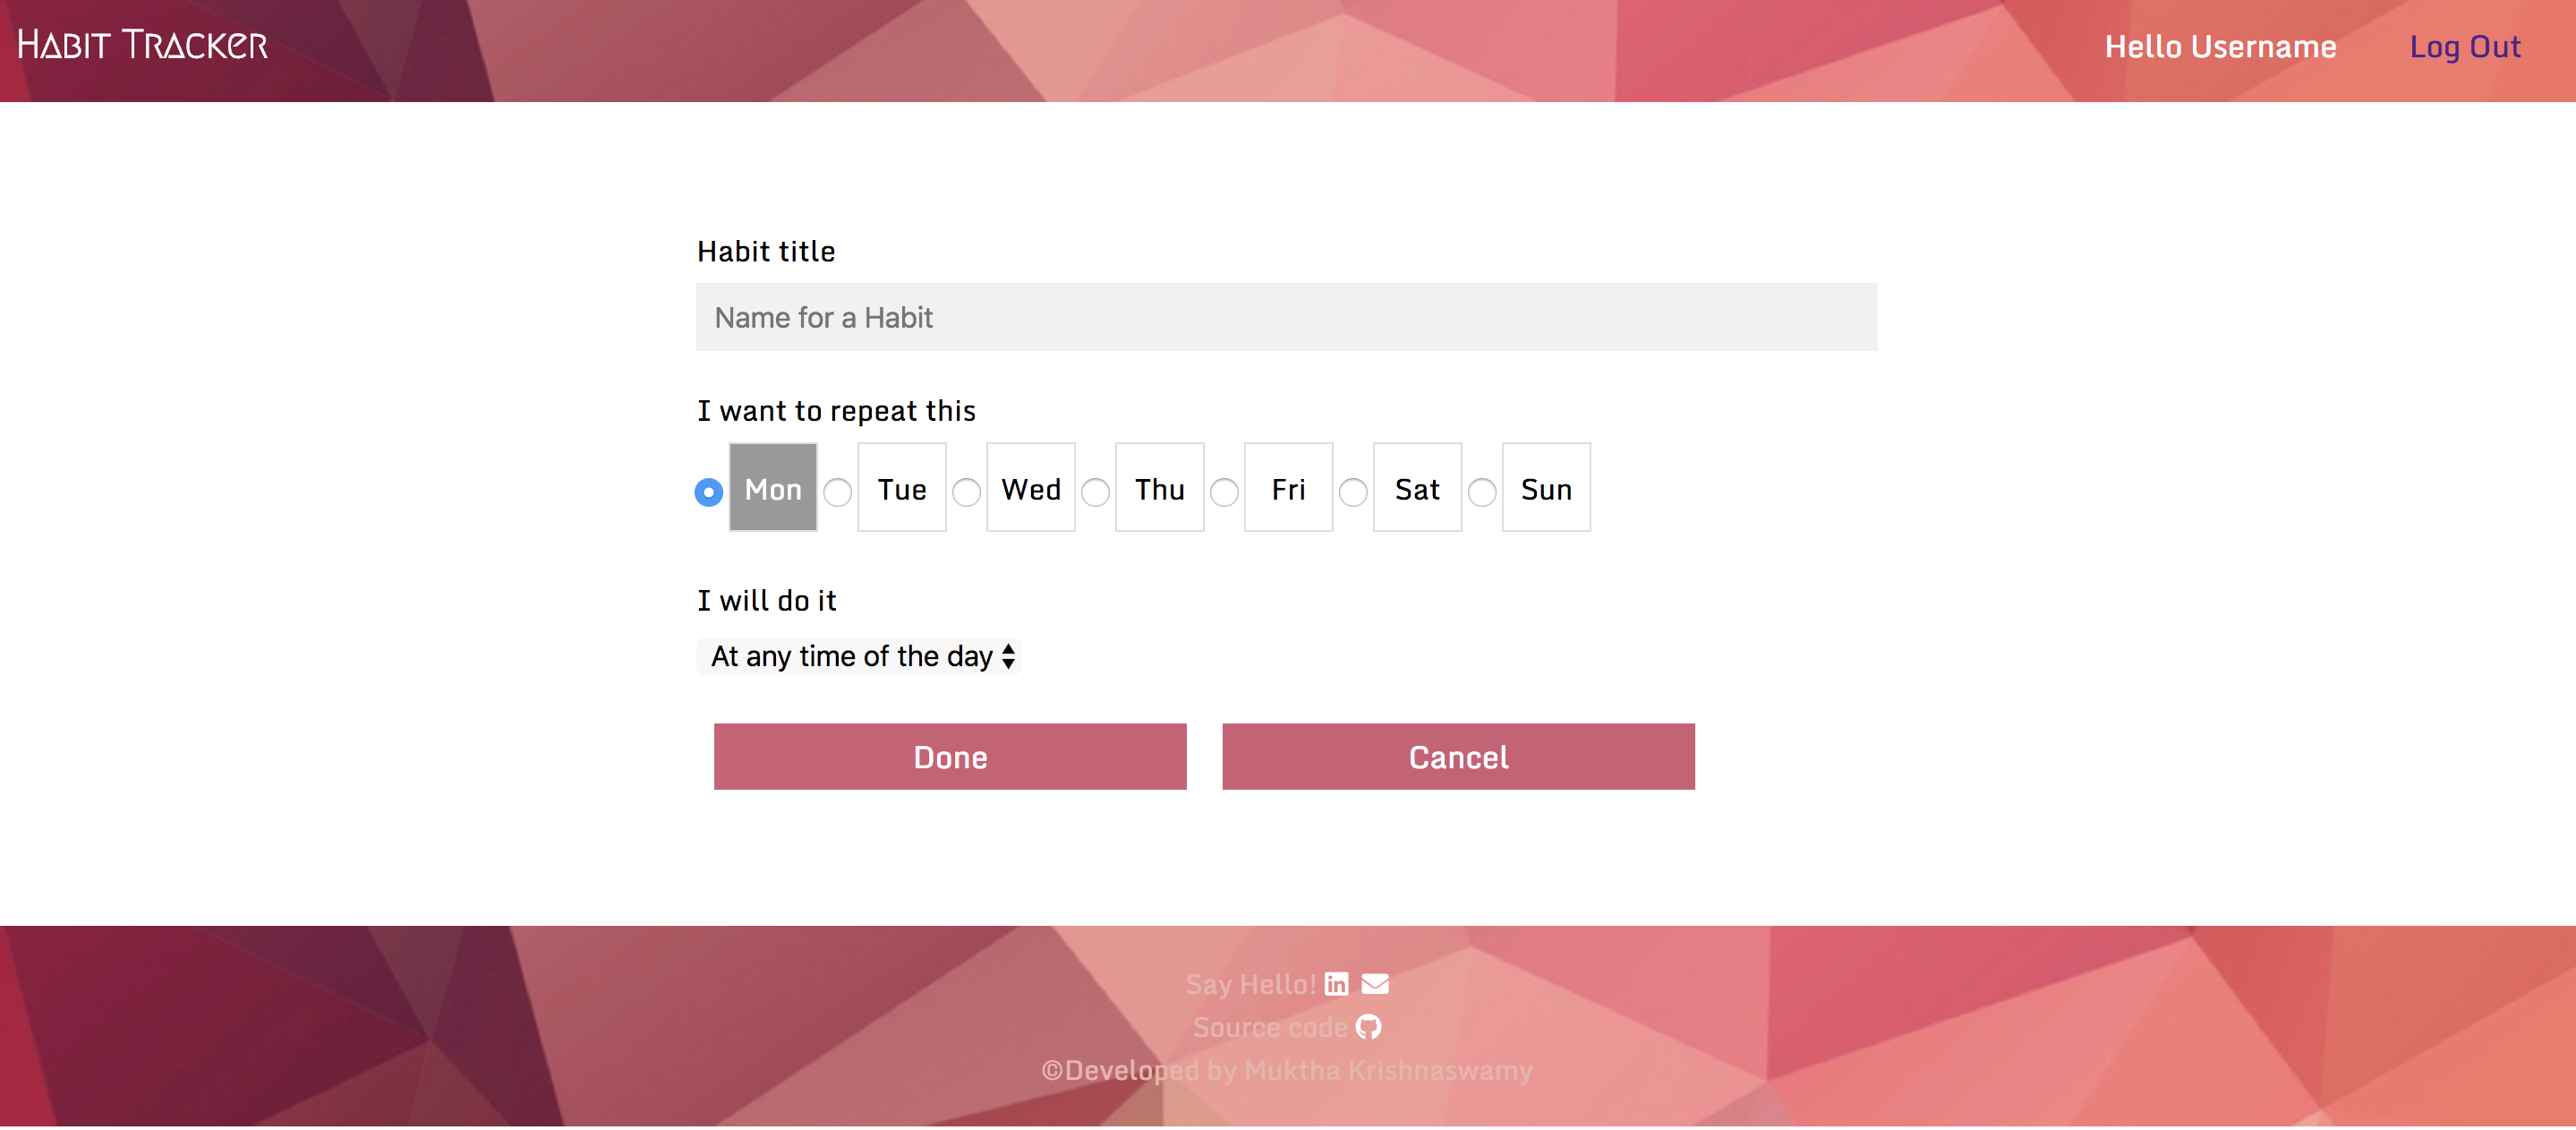 Habit Tracker
Hello Username
Log Out
Habit title
Name for a Habit
I want to repeat this
Mon Tue Wed Thu Fri Sat Sun
I will do it
At any time of the day
Done
Cancel
Say Hello!
Source code
©Developed by Muktha Krishnaswamy